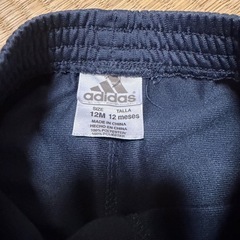 adidas
SIZE TALLA
12M 12 meses
MADE IN CHINA
HECHO EN CHINA
100% POLYESTER
100% POLIESTER